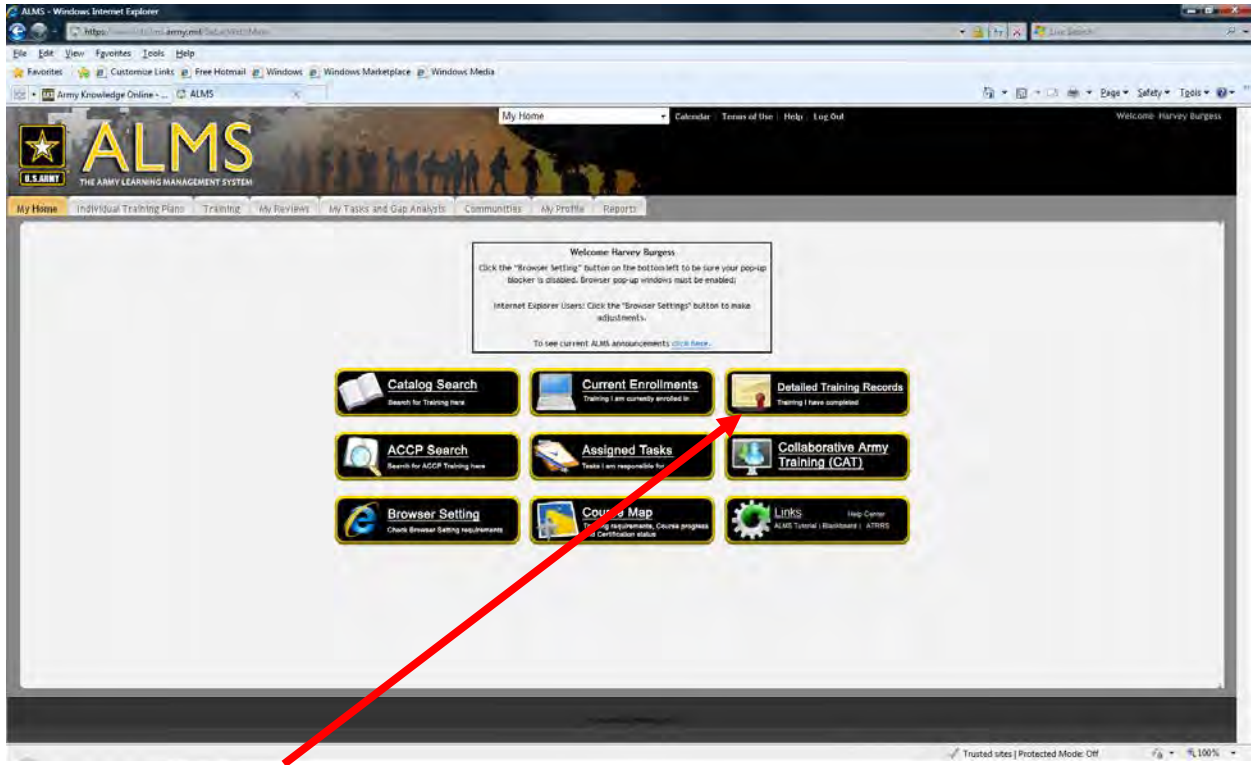 ALMS - Windows Internet Explorer
File Edit View Favorites Tools Help
Favorites Customize Links Free Hotmail Windows Windows Marketplace Windows Media
Army Knowledge Online - ... ALMS
Page Safety Tools
My Home Calendar Terms of Use Help Log Out Welcome Harvey Burgess
U.S.ARMY
ALMS
THE ARMY LEARNING MANAGEMENT SYSTEM
My Home Individual Training Plans Training My Reviews My Tasks and Gap Analysis Communities My Profile Reports
Welcome Harvey Burgess
Click the "Browser Setting" button on the bottom left to be sure your pop-up
blocker is disabled. Browser pop-up windows must be enabled.
Internet Explorer Users: Click the "Browser Settings" button to make
adjustments.
To see current ALMS announcements click here.
Catalog Search
Search for Training here
Current Enrollments
Training I am currently enrolled in
Detailed Training Records
Training I have completed
ACCP Search
Search for ACCP Training here
Assigned Tasks
Tasks I am responsible for
Collaborative Army
Training (CAT)
Browser Setting
Check Browser Setting requirements
Course Map
requirements, Course progress
and Certification status
Links Help Center
ALMS Tutorial | Blackboard | ATRRS
Trusted sites | Protected Mode: Off 100%